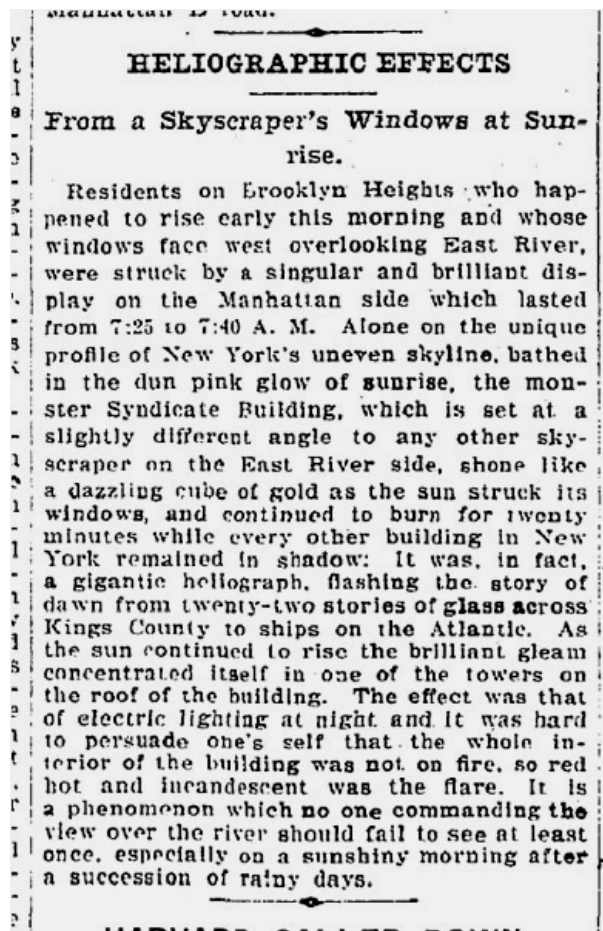 HELIOGRAPHIC EFFECTS
From a Skyscraper's Windows at Sun-
rise.
Residents on Brooklyn Heights who hap-
pened to rise early this morning and whose
windows face west overlooking East River,
were struck by a singular and brilliant dis-
play on the Manhattan side which lasted
from 7:25 to 7:40 A. M. Alone on the unique
profile of New York's uneven skyline, bathed
in the dun pink glow of sunrise, the mon-
ster Syndicate Building, which is set at a
slightly different angle to any other sky-
scraper on the East River side, shone like
a dazzling cube of gold as the sun struck its
windows, and continued to burn for twenty
minutes while every other building in New
York remained in shadow: It was, in fact,
a gigantic heliograph, flashing the story of
dawn from twenty-two stories of glass across
Kings County to ships on the Atlantic. As
the sun continued to rise the brilliant gleam
concentrated itself in one of the towers on
the roof of the building. The effect was that
of electric lighting at night and it was hard
to persuade one's self that the whole in-
terior of the building was not on fire, so red
hot and incandescent was the flare. It is
a phenomenon which no one commanding the
view over the river should fail to see at least
once, especially on a sunshiny morning after
a succession of rainy days.